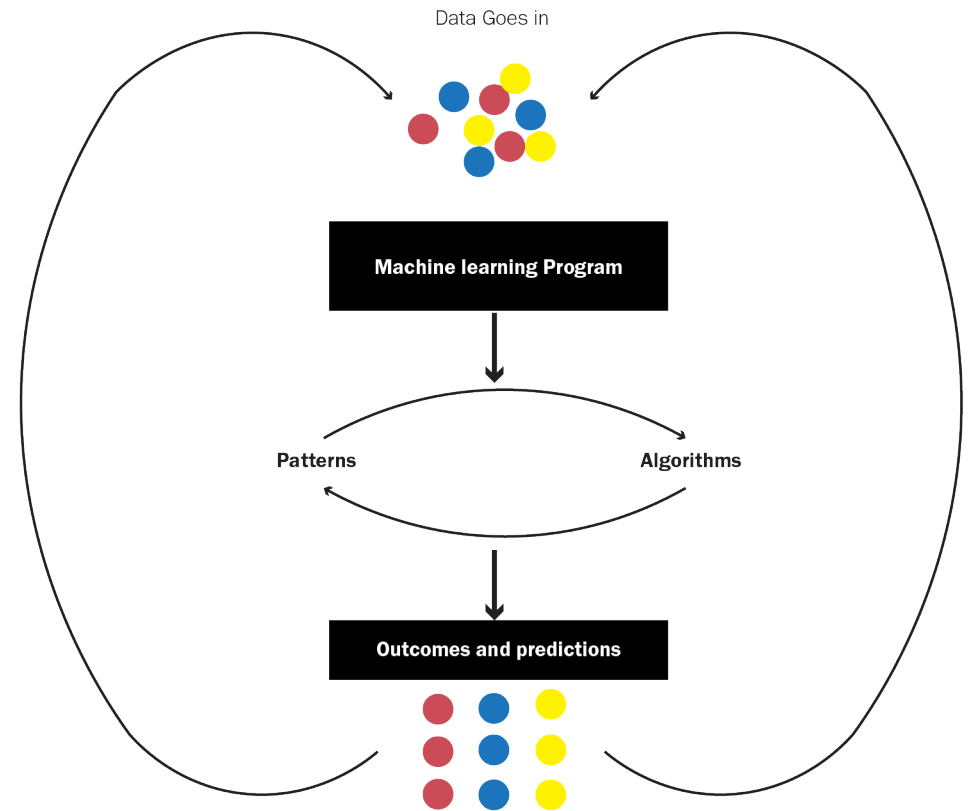 Data Goes in
Machine learning Program
Patterns
Algorithms
Outcomes and predictions